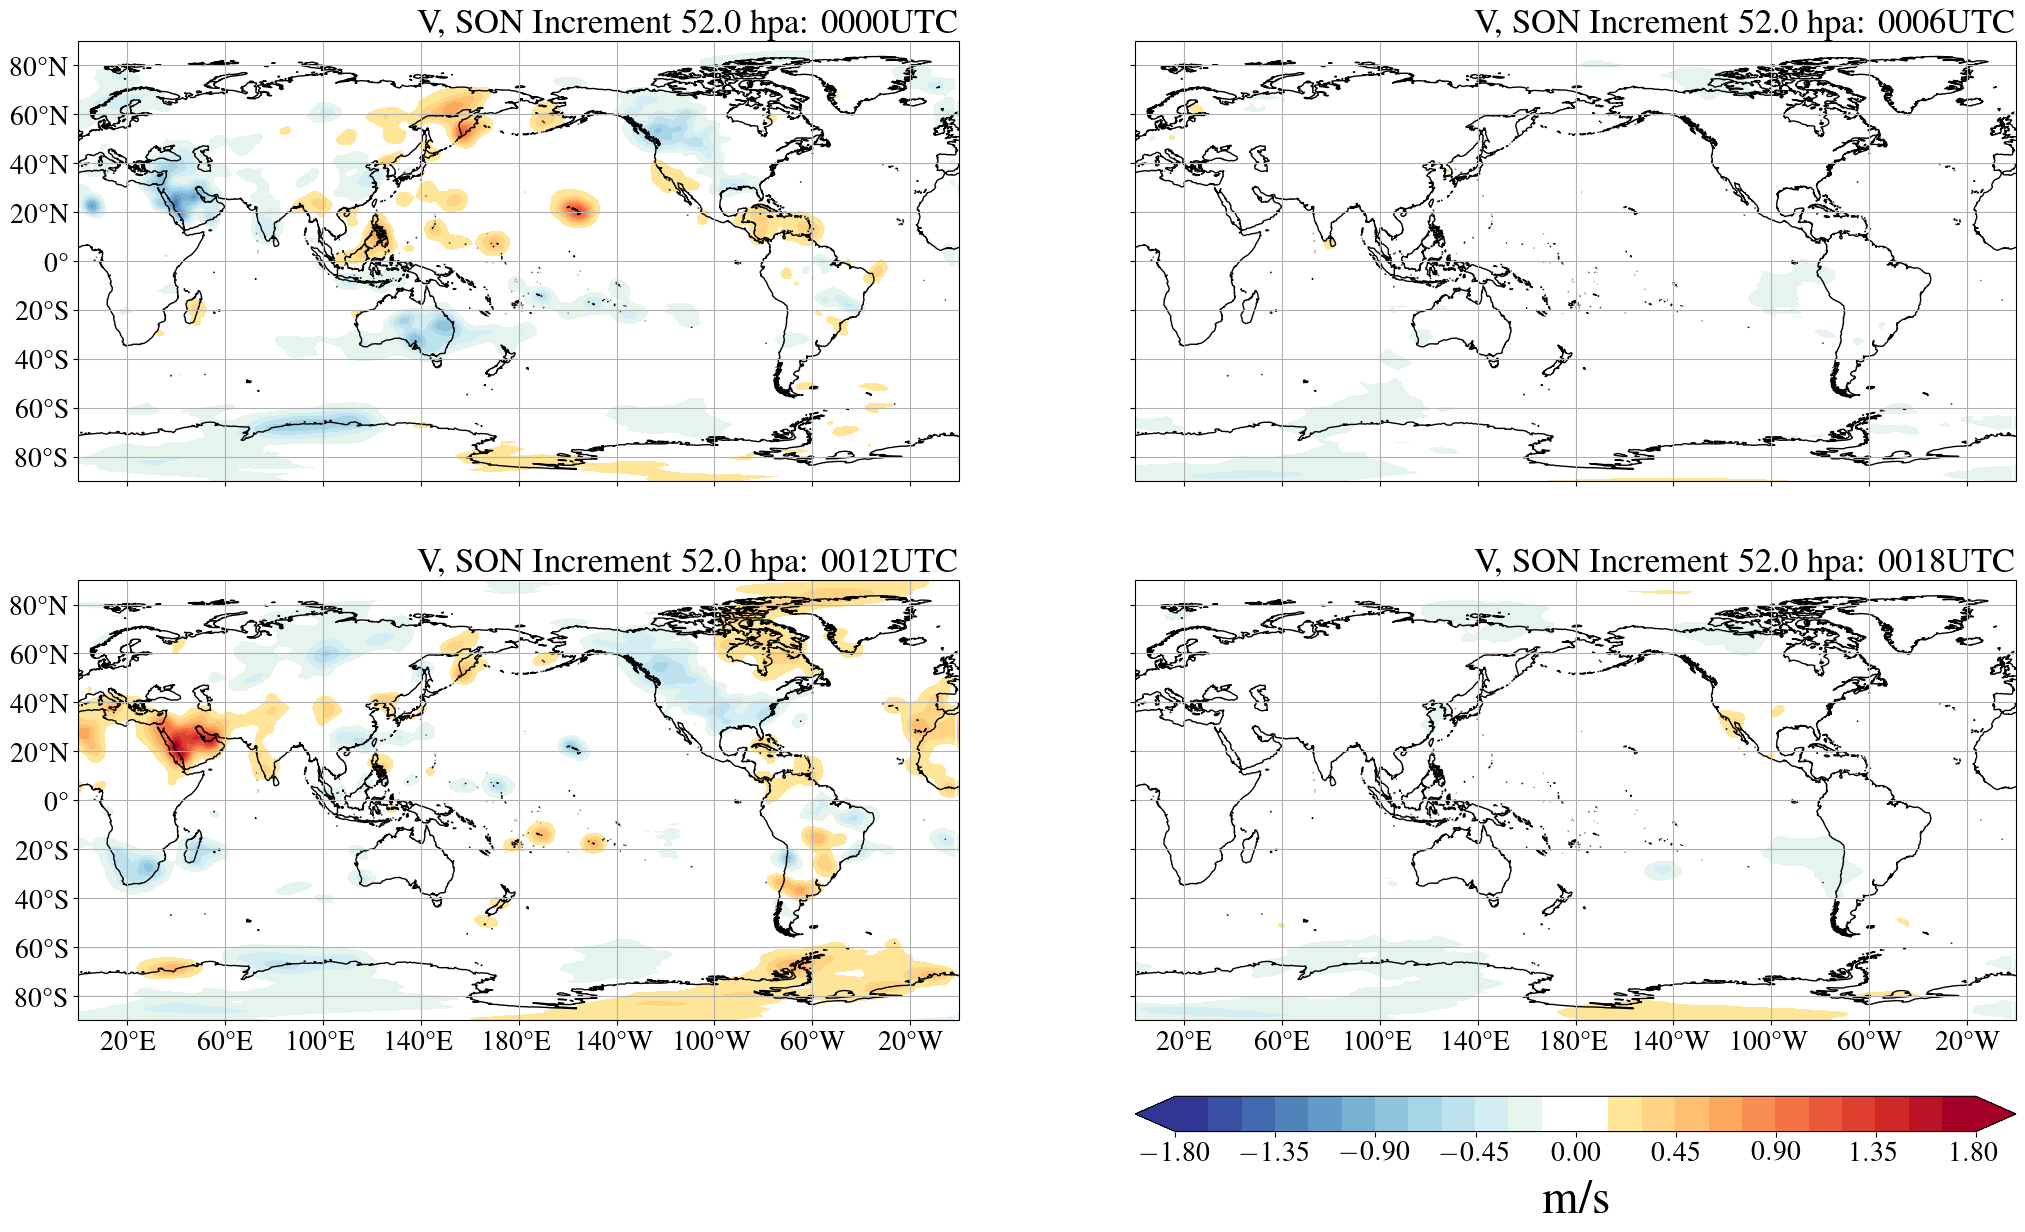 V, SON Increment 52.0 hpa: 0000UTC
V, SON Increment 52.0 hpa: 0006UTC
80°N
60°N
40°N
20°N
0°
20°S
40°S
60°S
80°S
V, SON Increment 52.0 hpa: 0012UTC
V, SON Increment 52.0 hpa: 0018UTC
80°N
60°N
40°N
20°N
0°
20°S
40°S
60°S
80°S
20°E 60°E 100°E 140°E 180°E 140°W 100°W 60°W 20°W
20°E 60°E 100°E 140°E 180°E 140°W 100°W 60°W 20°W
−1.80 −1.35 −0.90 −0.45 0.00 0.45 0.90 1.35 1.80
m/s